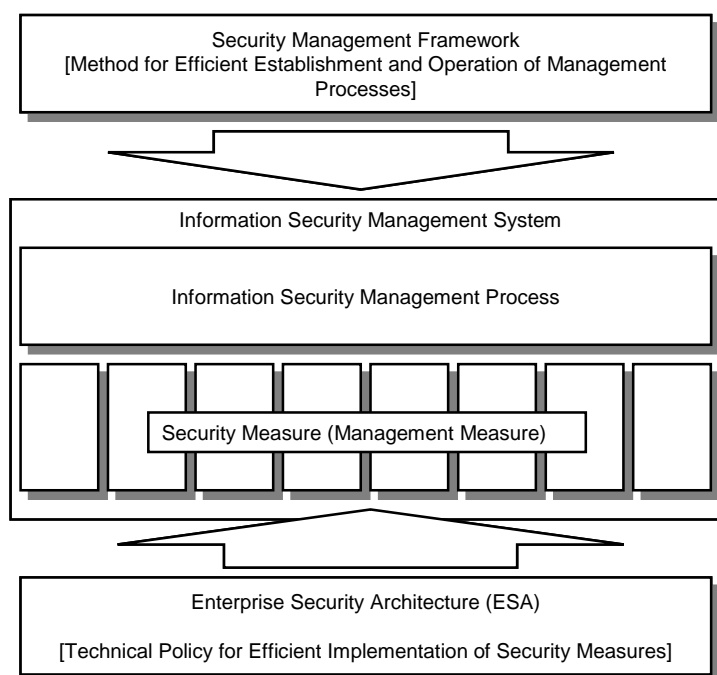 Security Management Framework
[Method for Efficient Establishment and Operation of Management
Processes]
Information Security Management System
Information Security Management Process
Security Measure (Management Measure)
Enterprise Security Architecture (ESA)
[Technical Policy for Efficient Implementation of Security Measures]